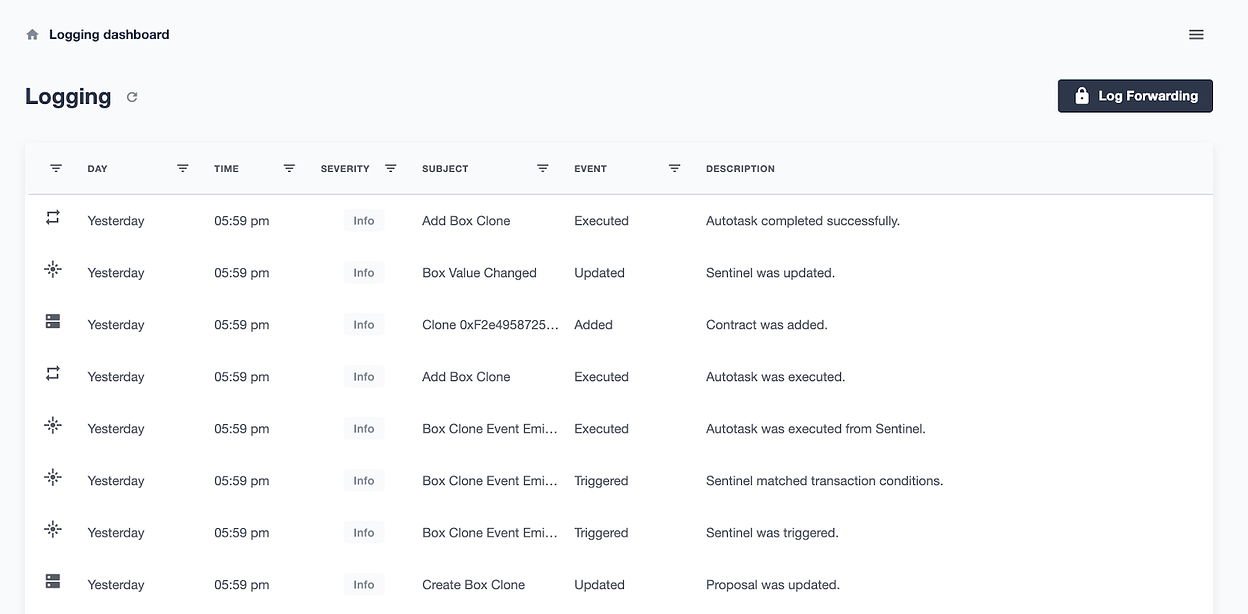 Logging dashboard
Logging
Log Forwarding
DAY TIME SEVERITY SUBJECT EVENT DESCRIPTION
Yesterday 05:59 pm Info Add Box Clone Executed Autotask completed successfully.
Yesterday 05:59 pm Info Box Value Changed Updated Sentinel was updated.
Yesterday 05:59 pm Info Clone 0xF2e4958725... Added Contract was added.
Yesterday 05:59 pm Info Add Box Clone Executed Autotask was executed.
Yesterday 05:59 pm Info Box Clone Event Emi... Executed Autotask was executed from Sentinel.
Yesterday 05:59 pm Info Box Clone Event Emi... Triggered Sentinel matched transaction conditions.
Yesterday 05:59 pm Info Box Clone Event Emi... Triggered Sentinel was triggered.
Yesterday 05:59 pm Info Create Box Clone Updated Proposal was updated.